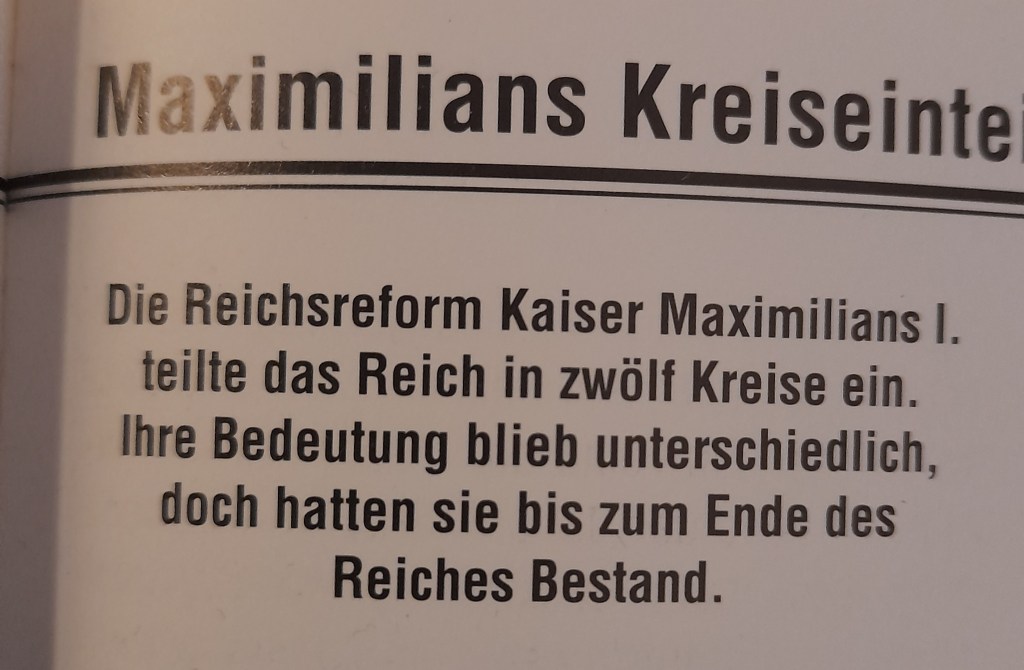 Maximilians Kreiseintei
Die Reichsreform Kaiser Maximilians I.
teilte das Reich in zwölf Kreise ein.
Ihre Bedeutung blieb unterschiedlich,
doch hatten sie bis zum Ende des
Reiches Bestand.